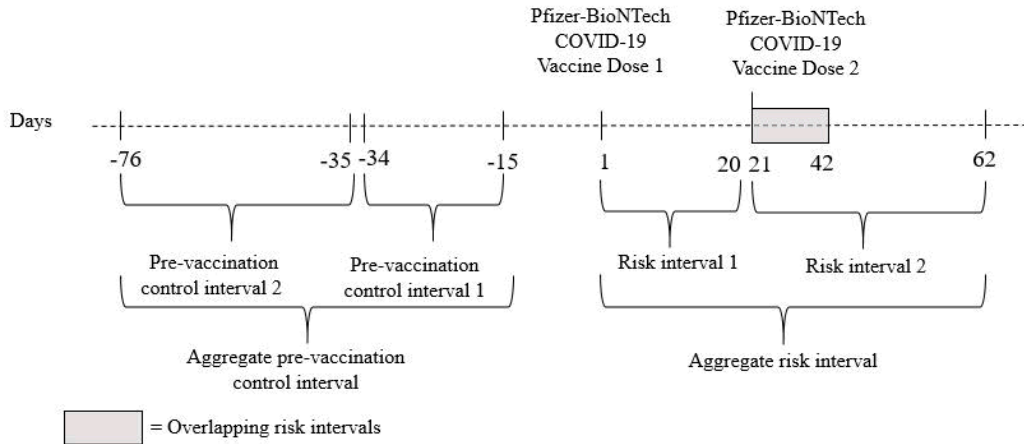 Pfizer-BioNTech
COVID-19
Vaccine Dose 1
Pfizer-BioNTech
COVID-19
Vaccine Dose 2
Days
-76
-35
-34
-15
1
20
21
42
62
Pre-vaccination
control interval 2
Pre-vaccination
control interval 1
Risk interval 1
Risk interval 2
Aggregate pre-vaccination
control interval
Aggregate risk interval
= Overlapping risk intervals